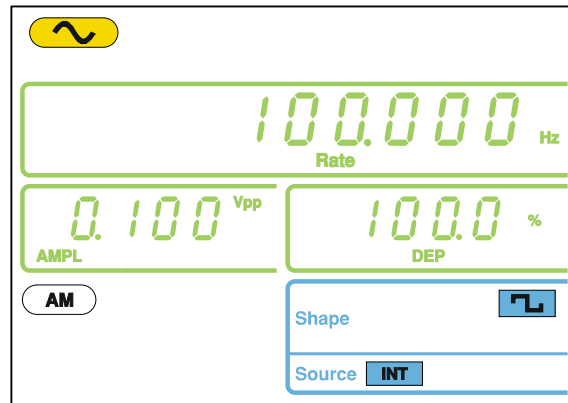 100.000 Hz
Rate
0.100 Vpp
AMPL
100.0 %
DEP
AM
Shape
Source INT